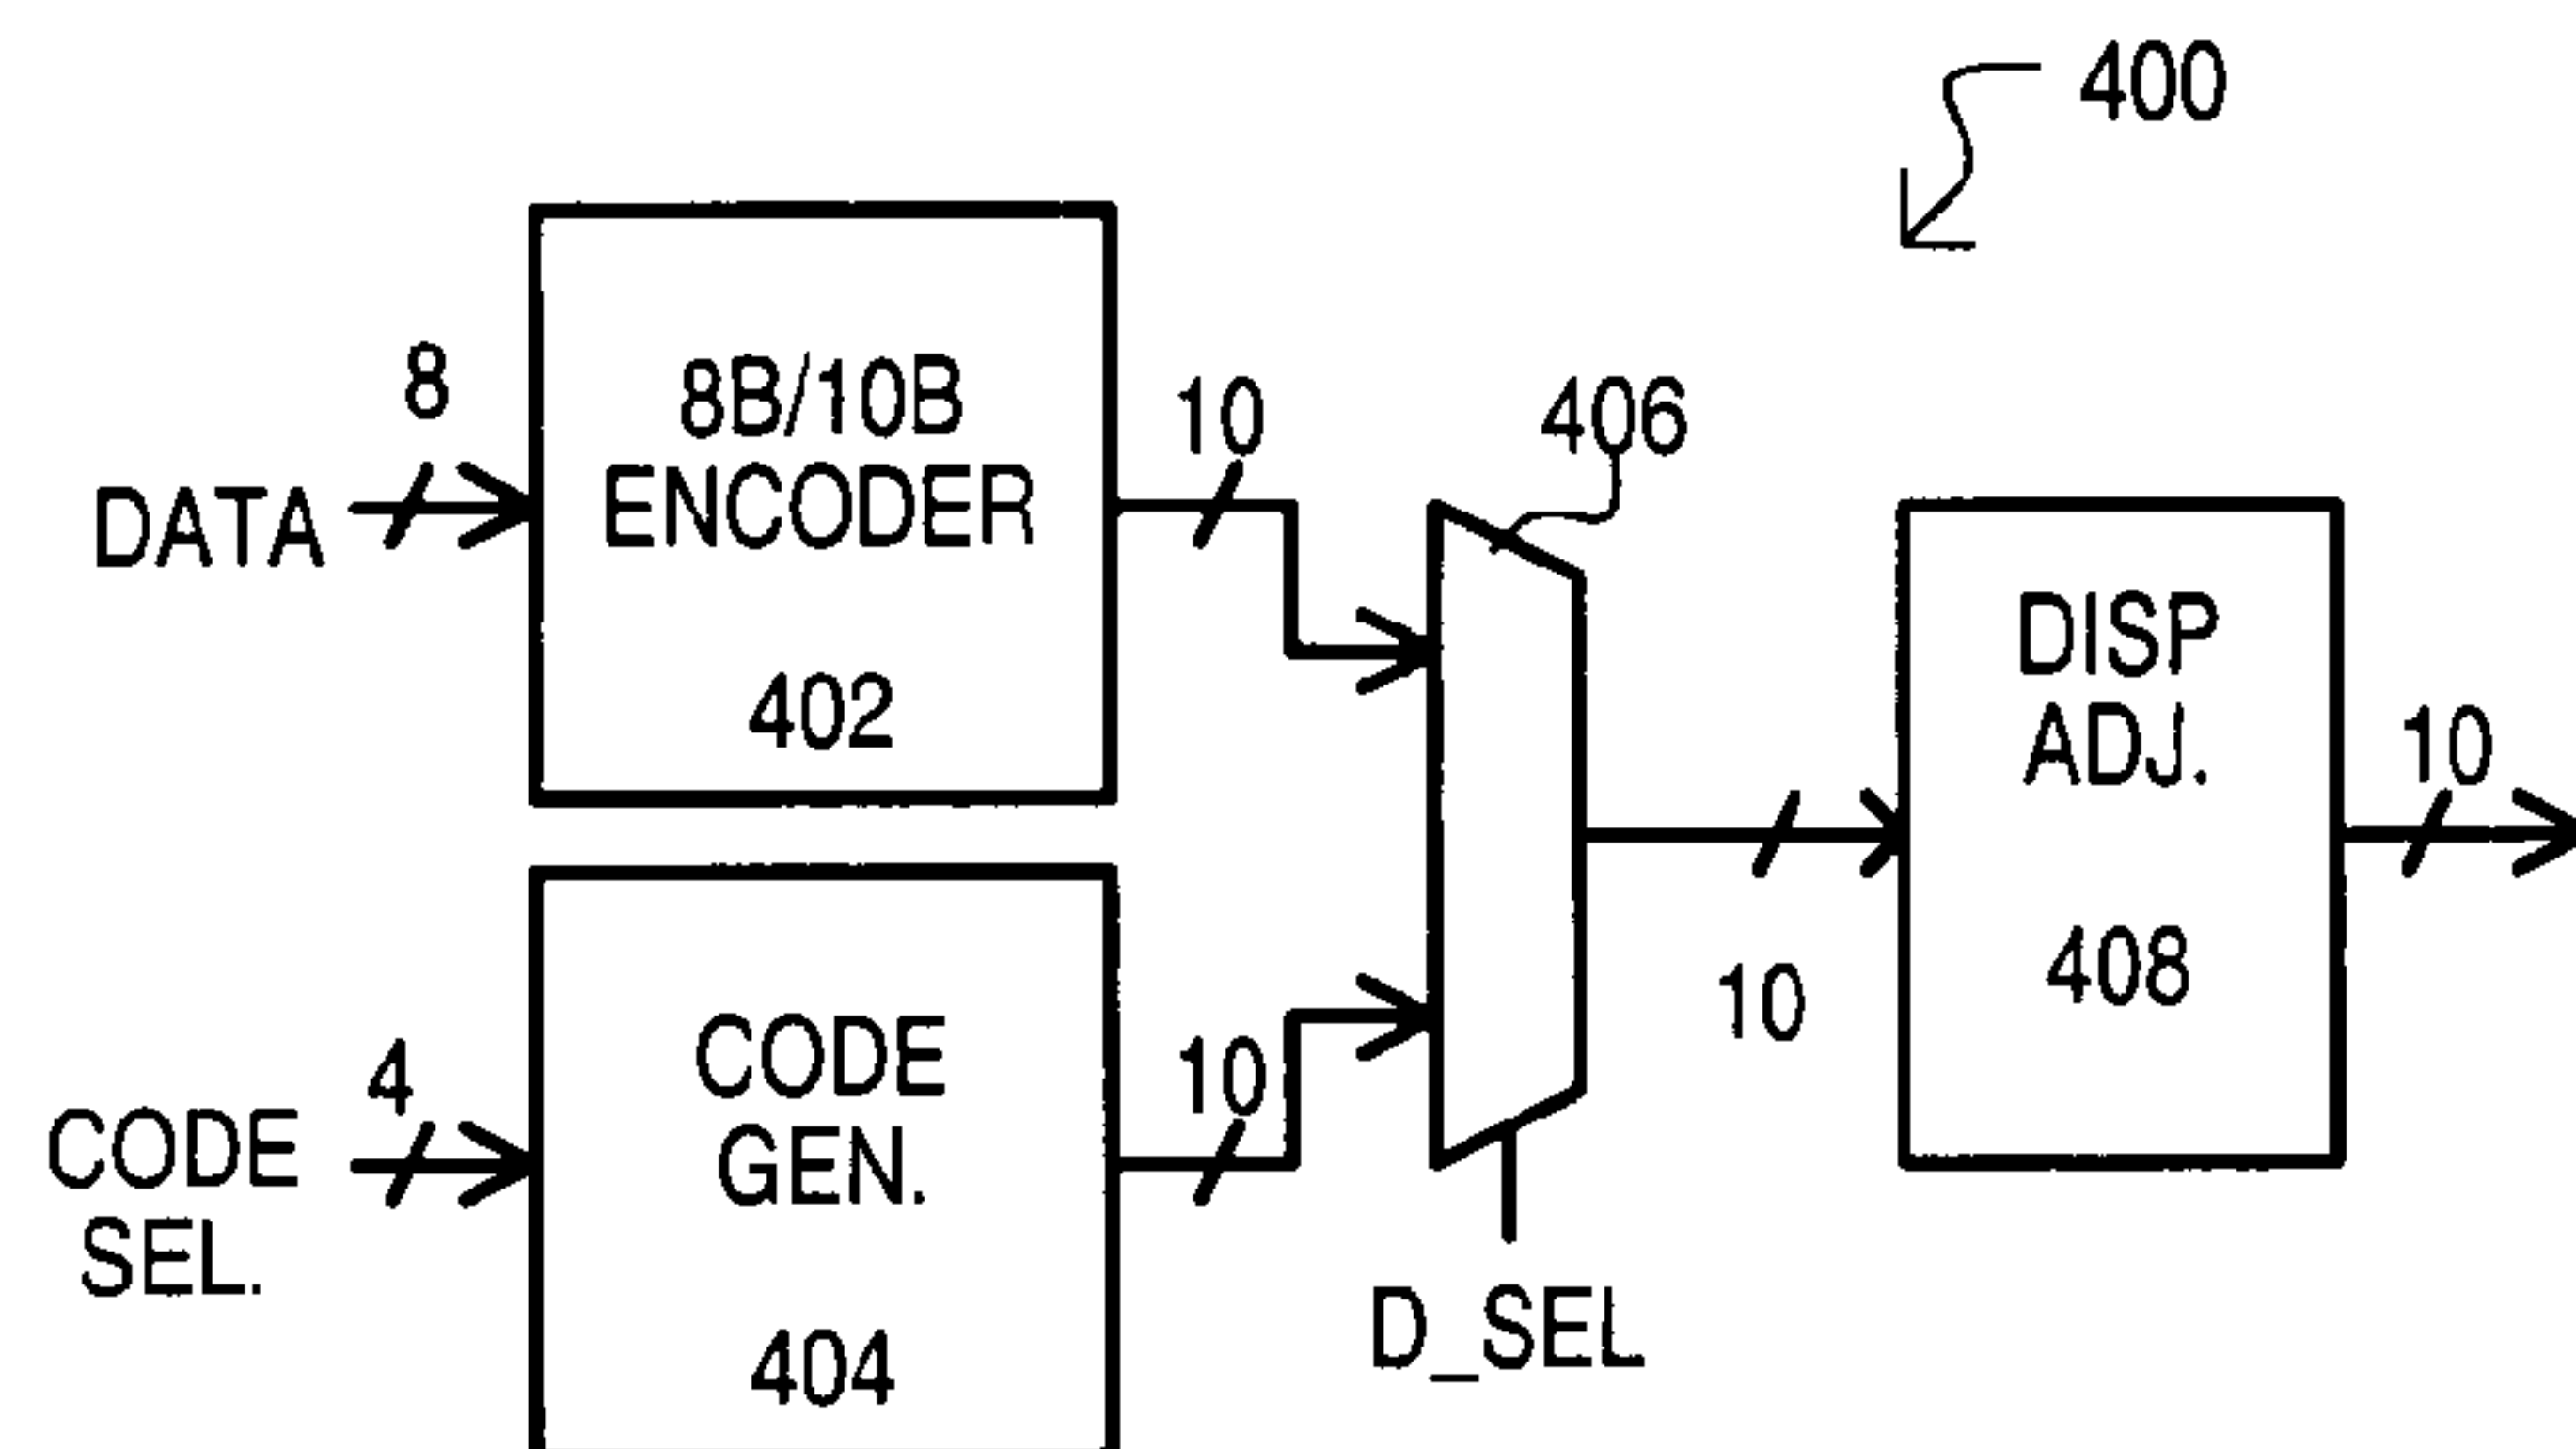 400
8
8B/10B
ENCODER
402
DATA
10
406
DISP
ADJ.
408
10
10
4
CODE
SEL.
CODE
GEN.
404
10
D_SEL